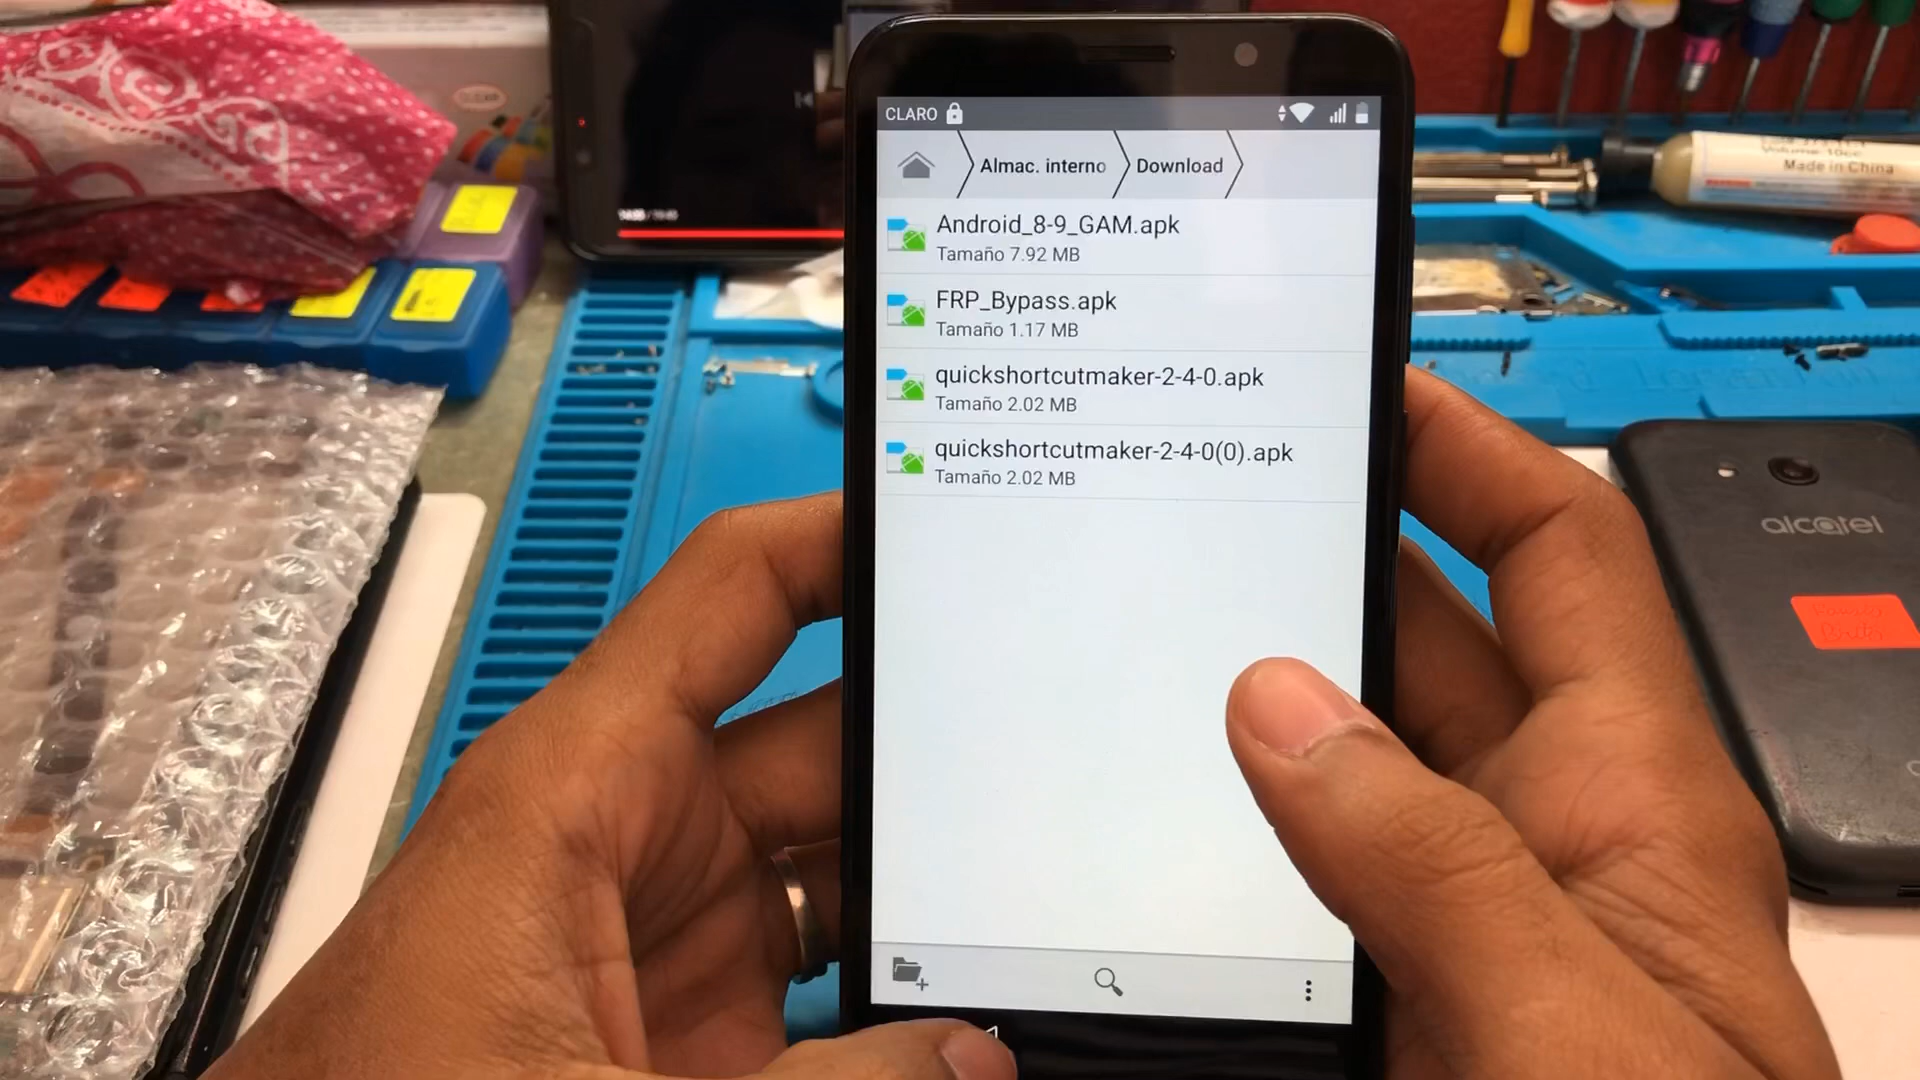 CLARO
Almac. interno
Download
Android_8-9_GAM.apk
Tamaño 7.92 MB
FRP_Bypass.apk
Tamaño 1.17 MB
quickshortcutmaker-2-4-0.apk
Tamaño 2.02 MB
quickshortcutmaker-2-4-0(0).apk
Tamaño 2.02 MB
Made in China
alcatel